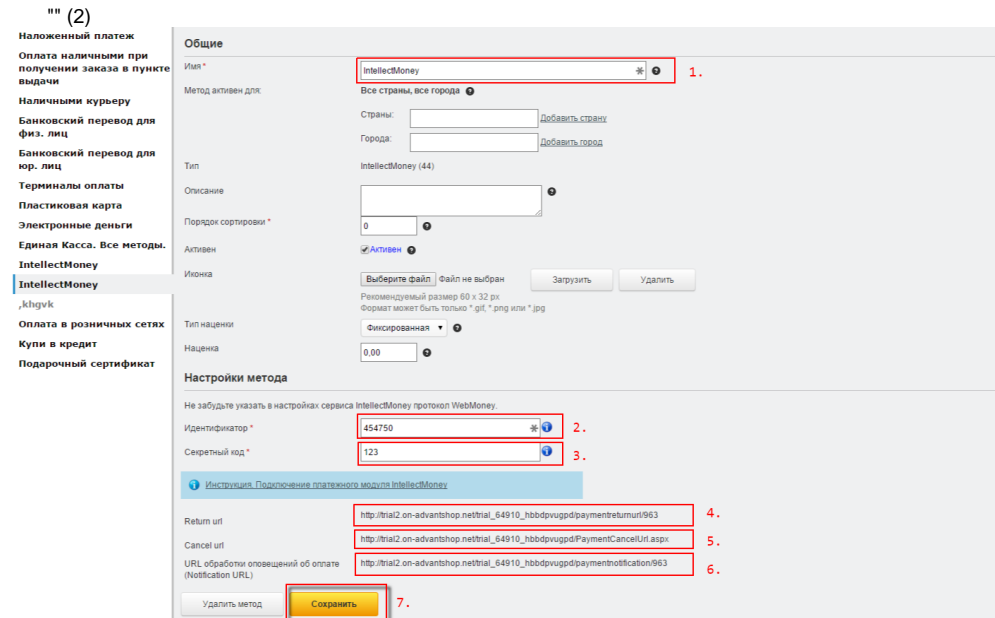 "" (2)
Наложенный платеж
Оплата наличными при
получении заказа в пункте
выдачи
Наличными курьеру
Банковский перевод для
физ. лиц
Банковский перевод для
юр. лиц
Терминалы оплаты
Пластиковая карта
Электронные деньги
Единая Касса. Все методы.
IntellectMoney
IntellectMoney
,khgvk
Оплата в розничных сетях
Купи в кредит
Подарочный сертификат
Общие
Имя * IntellectMoney 1.
Метод активен для: Все страны, все города
Страны: Добавить страну
Города: Добавить город
Тип IntellectMoney (44)
Описание
Порядок сортировки * 0
Активен Активен
Иконка Выберите файл Файл не выбран Загрузить Удалить
Рекомендуемый размер 60 x 32 px
Формат может быть только *.gif, *.png или *.jpg
Тип наценки Фиксированная
Наценка 0,00
Настройки метода
Не забудьте указать в настройках сервиса IntellectMoney протокол WebMoney.
Идентификатор * 454750 2.
Секретный код * 123 3.
Инструкция. Подключение платежного модуля IntellectMoney
Return url http://trial2.on-advantshop.net/trial_64910_hbbdpvugpd/paymentreturnurl/963 4.
Cancel url http://trial2.on-advantshop.net/trial_64910_hbbdpvugpd/PaymentCancelUrl.aspx 5.
URL обработки оповещений об оплате http://trial2.on-advantshop.net/trial_64910_hbbdpvugpd/paymentnotification/963 6.
(Notification URL)
Удалить метод Сохранить 7.